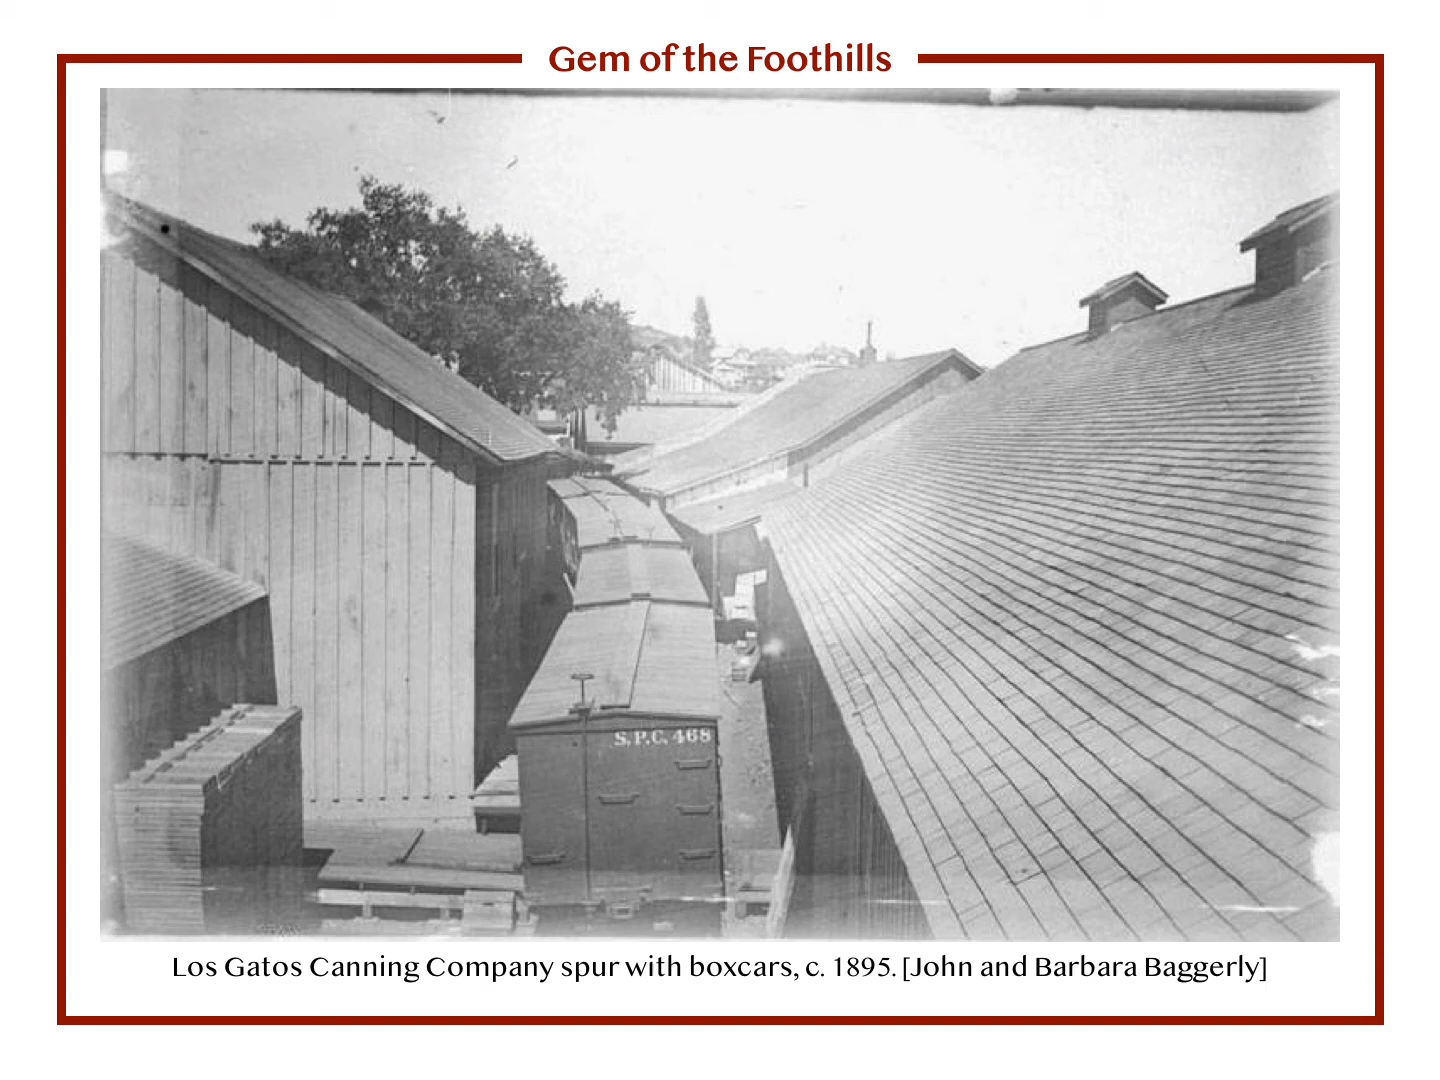 Gem of the Foothills
S.P.C. 468
Los Gatos Canning Company spur with boxcars, c. 1895. [John and Barbara Baggerly]